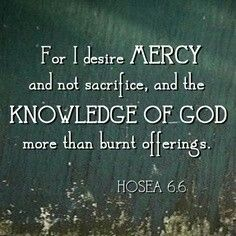 For I desire MERCY
and not sacrifice, and the
KNOWLEDGE OF GOD
more than burnt offerings.
HOSEA 6:6